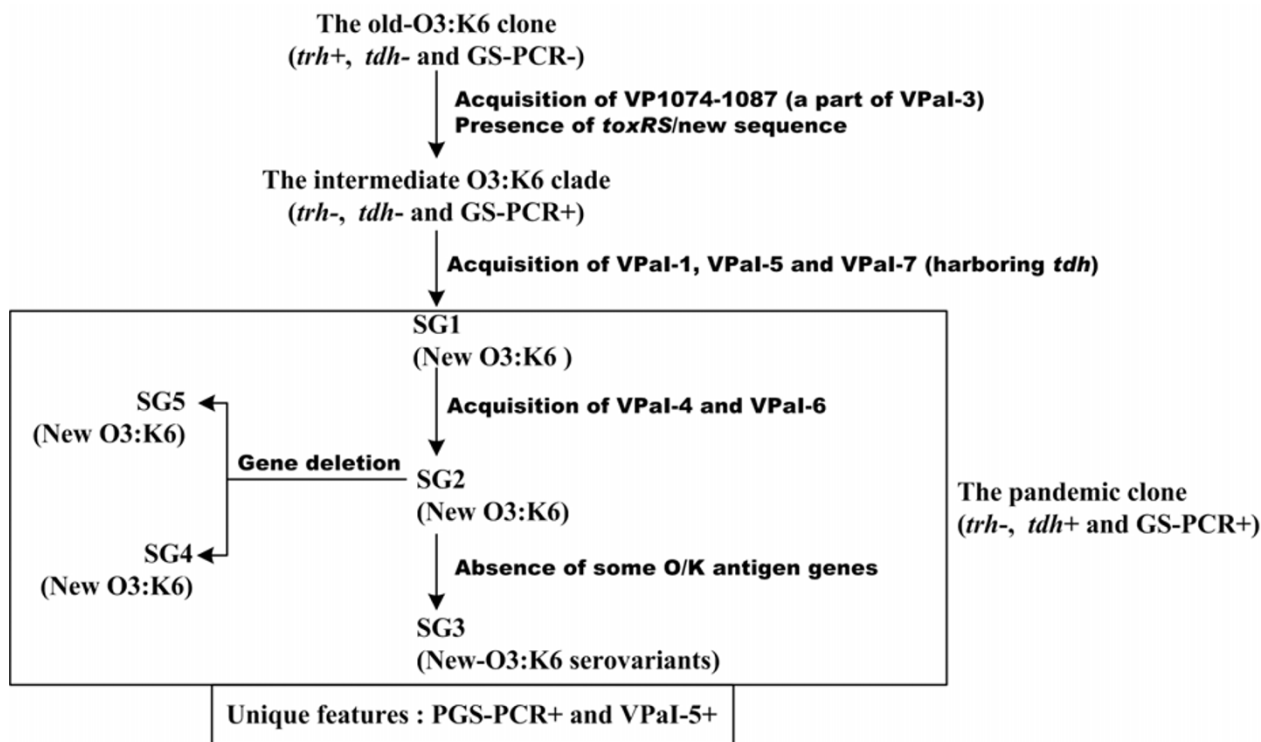 The old-O3:K6 clone
(trh+, tdh- and GS-PCR-)
Acquisition of VP1074-1087 (a part of VPaI-3)
Presence of toxRS/new sequence
The intermediate O3:K6 clade
(trh-, tdh- and GS-PCR+)
Acquisition of VPaI-1, VPaI-5 and VPaI-7 (harboring tdh)
SG1
(New O3:K6 )
Acquisition of VPaI-4 and VPaI-6
SG5
(New O3:K6)
Gene deletion
SG2
(New O3:K6)
The pandemic clone
(trh-, tdh+ and GS-PCR+)
SG4
(New O3:K6)
Absence of some O/K antigen genes
SG3
(New-O3:K6 serovariants)
Unique features : PGS-PCR+ and VPaI-5+